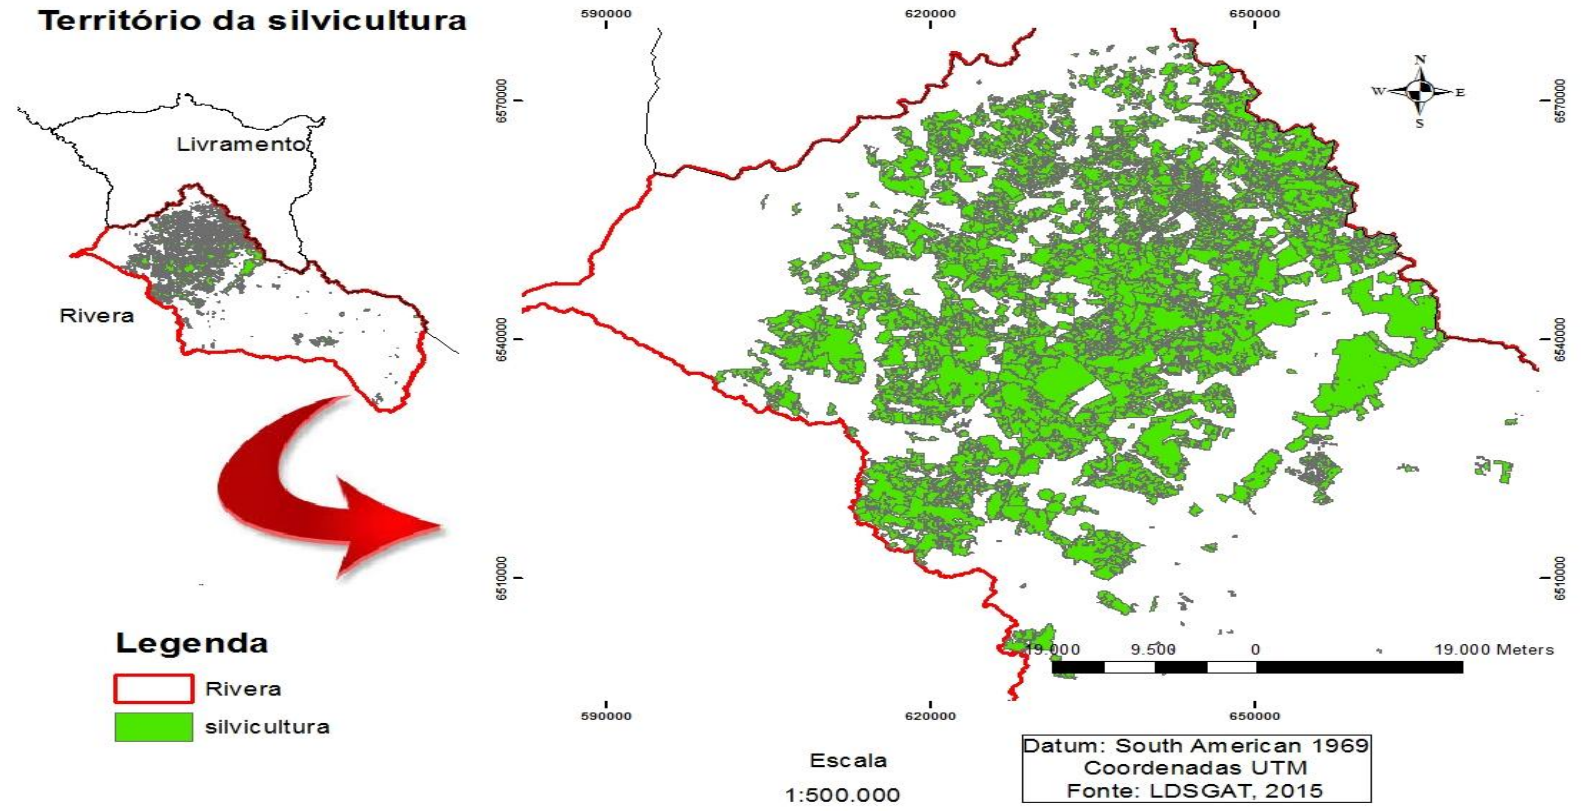 Território da silvicultura
Livramento
Rivera
590000
620000
650000
6570000
6570000
N
W
E
S
6540000
6540000
6510000
6510000
19.000
9.500
0
19.000 Meters
590000
620000
650000
Legenda
Rivera
silvicultura
Escala
1:500.000
Datum: South American 1969
Coordenadas UTM
Fonte: LDSGAT, 2015